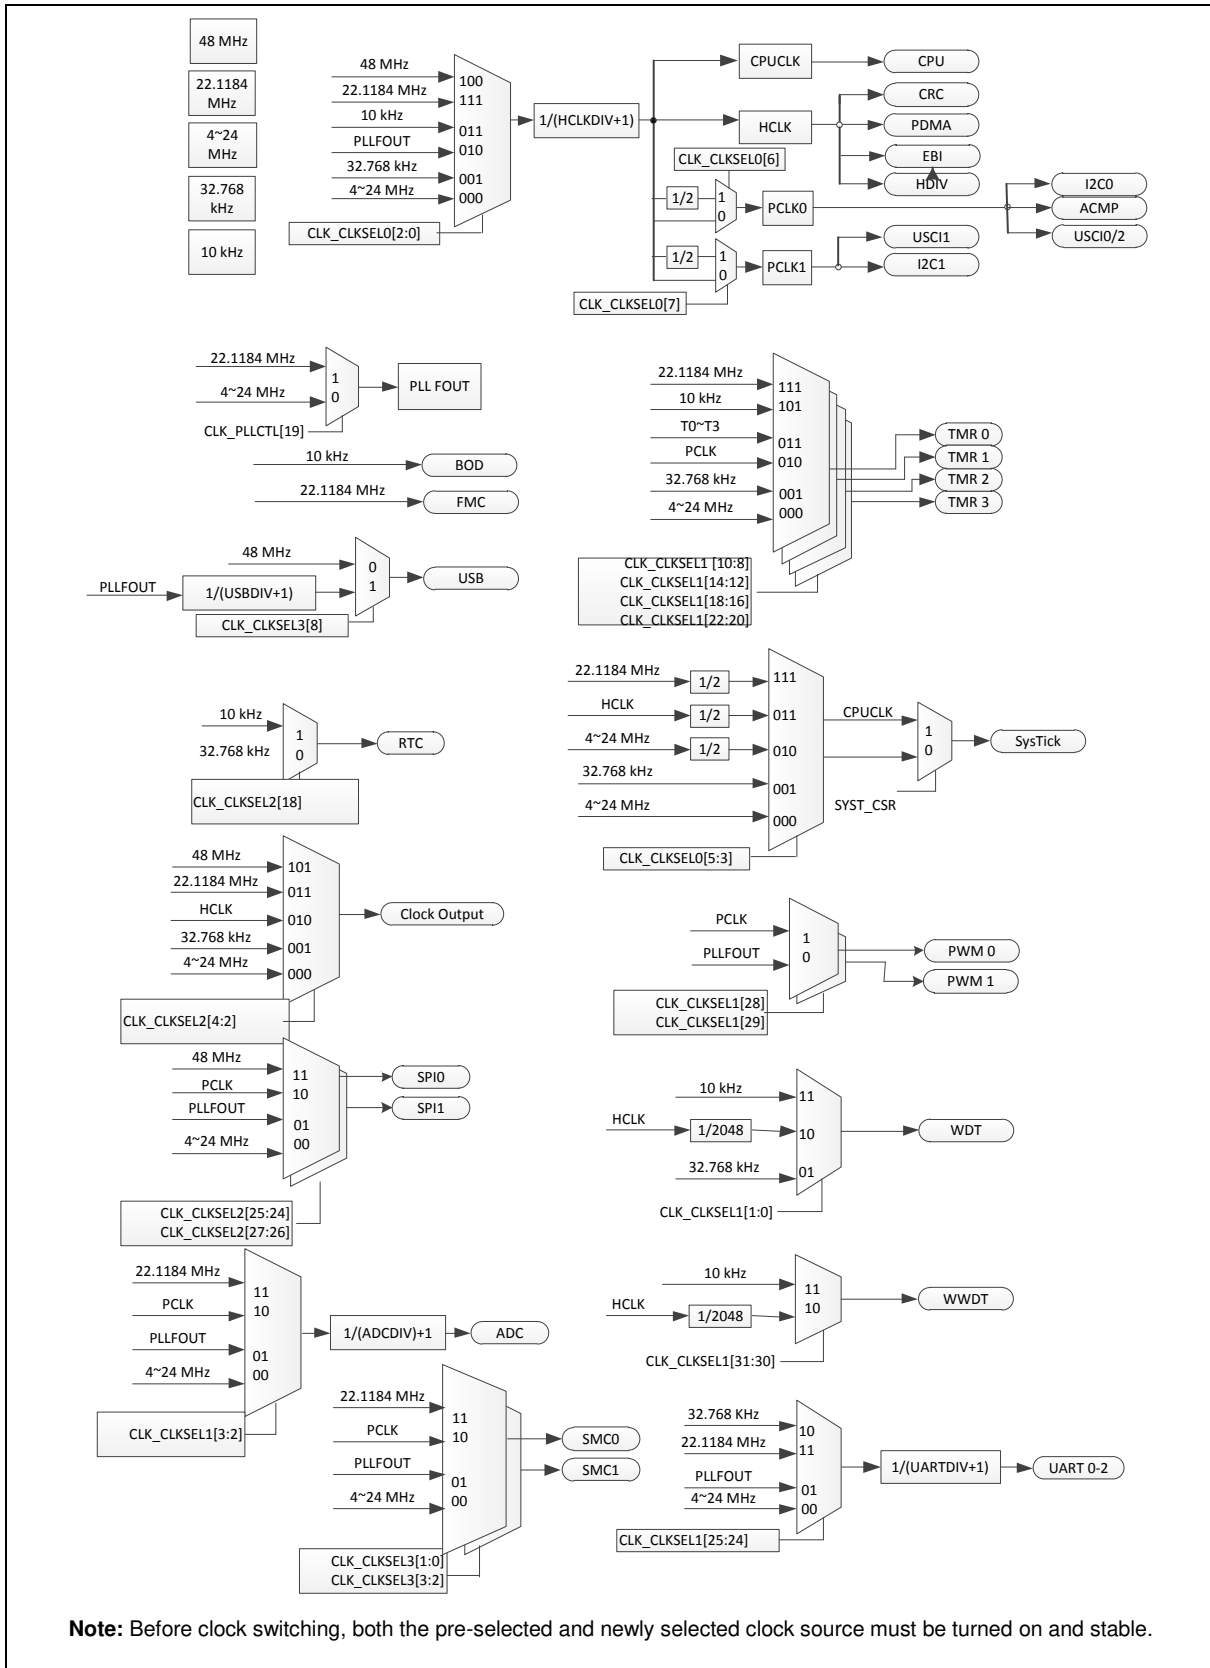 48 MHz
22.1184
MHz
4~24
MHz
32.768
kHz
10 kHz
48 MHz
22.1184 MHz
10 kHz
PLLFOUT
32.768 kHz
4~24 MHz
100
111
011
010
001
000
CLK_CLKSEL0[2:0]
1/(HCLKDIV+1)
CPUCLK
CPU
HCLK
CRC
PDMA
EBI
HDIV
CLK_CLKSEL0[6]
1/2
1
0
PCLK0
I2C0
ACMP
USCI0/2
1/2
1
0
PCLK1
USCI1
I2C1
CLK_CLKSEL0[7]
22.1184 MHz
4~24 MHz
1
0
PLL FOUT
CLK_PLLCTL[19]
10 kHz
BOD
22.1184 MHz
FMC
48 MHz
PLLFOUT
1/(USBDIV+1)
0
1
USB
CLK_CLKSEL3[8]
22.1184 MHz
10 kHz
T0~T3
PCLK
32.768 kHz
4~24 MHz
111
101
011
010
001
000
TMR 0
TMR 1
TMR 2
TMR 3
CLK_CLKSEL1 [10:8]
CLK_CLKSEL1[14:12]
CLK_CLKSEL1[18:16]
CLK_CLKSEL1[22:20]
10 kHz
32.768 kHz
1
0
RTC
CLK_CLKSEL2[18]
22.1184 MHz
HCLK
4~24 MHz
32.768 kHz
4~24 MHz
1/2
1/2
1/2
111
011
010
001
000
CPUCLK
1
0
SysTick
SYST_CSR
CLK_CLKSEL0[5:3]
48 MHz
22.1184 MHz
HCLK
32.768 kHz
4~24 MHz
101
011
010
001
000
Clock Output
CLK_CLKSEL2[4:2]
PCLK
PLLFOUT
1
0
PWM 0
PWM 1
CLK_CLKSEL1[28]
CLK_CLKSEL1[29]
48 MHz
PCLK
PLLFOUT
4~24 MHz
11
10
01
00
SPI0
SPI1
CLK_CLKSEL2[25:24]
CLK_CLKSEL2[27:26]
10 kHz
HCLK
1/2048
32.768 kHz
11
10
01
WDT
CLK_CLKSEL1[1:0]
22.1184 MHz
PCLK
PLLFOUT
4~24 MHz
11
10
01
00
1/(ADCDIV)+1
ADC
CLK_CLKSEL1[3:2]
10 kHz
HCLK
1/2048
11
10
WWDT
CLK_CLKSEL1[31:30]
22.1184 MHz
PCLK
PLLFOUT
4~24 MHz
11
10
01
00
SMC0
SMC1
CLK_CLKSEL3[1:0]
CLK_CLKSEL3[3:2]
32.768 KHz
22.1184 MHz
PLLFOUT
4~24 MHz
10
11
01
00
1/(UARTDIV+1)
UART 0-2
CLK_CLKSEL1[25:24]
Note: Before clock switching, both the pre-selected and newly selected clock source must be turned on and stable.